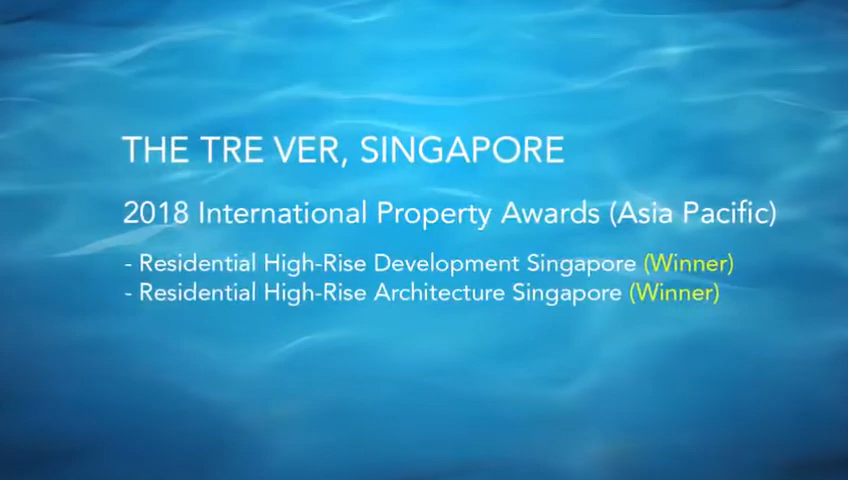 THE TRE VER, SINGAPORE
2018 International Property Awards (Asia Pacific)
- Residential High-Rise Development Singapore (Winner)
- Residential High-Rise Architecture Singapore (Winner)